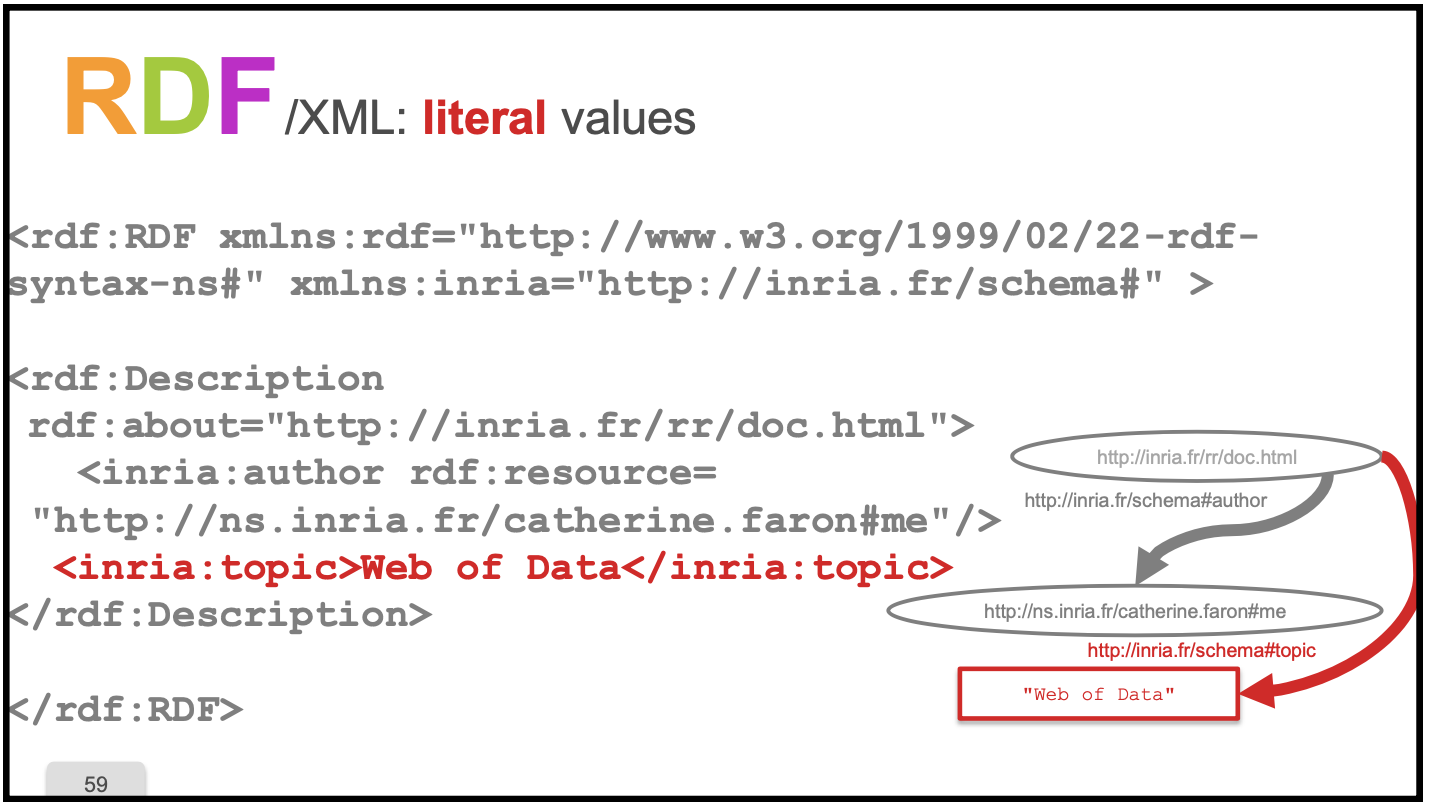 RDF /XML: literal values
<rdf:RDF xmlns:rdf="http://www.w3.org/1999/02/22-rdf-
syntax-ns#" xmlns:inria="http://inria.fr/schema#" >
<rdf:Description
rdf:about="http://inria.fr/rr/doc.html">
<inria:author rdf:resource=
"http://ns.inria.fr/catherine.faron#me"/>
<inria:topic>Web of Data</inria:topic>
</rdf:Description>
</rdf:RDF>
http://inria.fr/rr/doc.html
http://inria.fr/schema#author
http://ns.inria.fr/catherine.faron#me
http://inria.fr/schema#topic
"Web of Data"
59